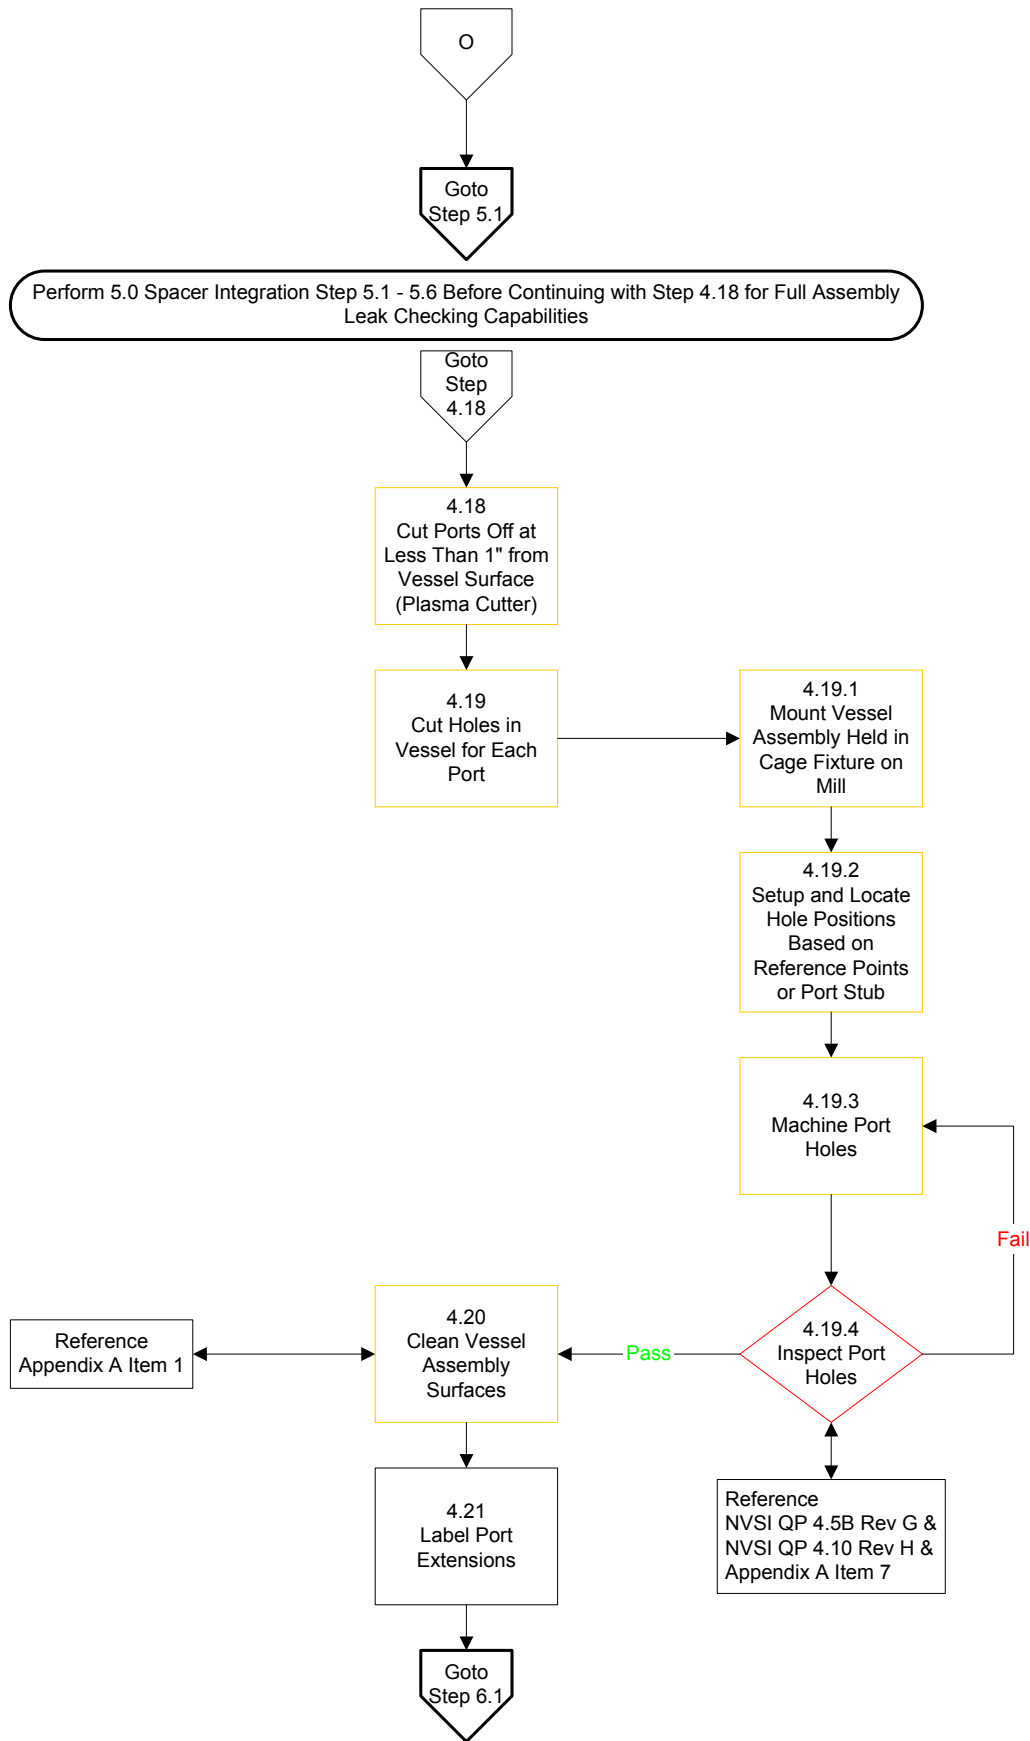 O
Goto
Step 5.1
Perform 5.0 Spacer Integration Step 5.1 - 5.6 Before Continuing with Step 4.18 for Full Assembly
Leak Checking Capabilities
Goto
Step
4.18
4.18
Cut Ports Off at
Less Than 1" from
Vessel Surface
(Plasma Cutter)
4.19
Cut Holes in
Vessel for Each
Port
4.19.1
Mount Vessel
Assembly Held in
Cage Fixture on
Mill
4.19.2
Setup and Locate
Hole Positions
Based on
Reference Points
or Port Stub
4.19.3
Machine Port
Holes
Fail
4.19.4
Inspect Port
Holes
Pass
4.20
Clean Vessel
Assembly
Surfaces
Reference
Appendix A Item 1
Reference
NVSI QP 4.5B Rev G &
NVSI QP 4.10 Rev H &
Appendix A Item 7
4.21
Label Port
Extensions
Goto
Step 6.1